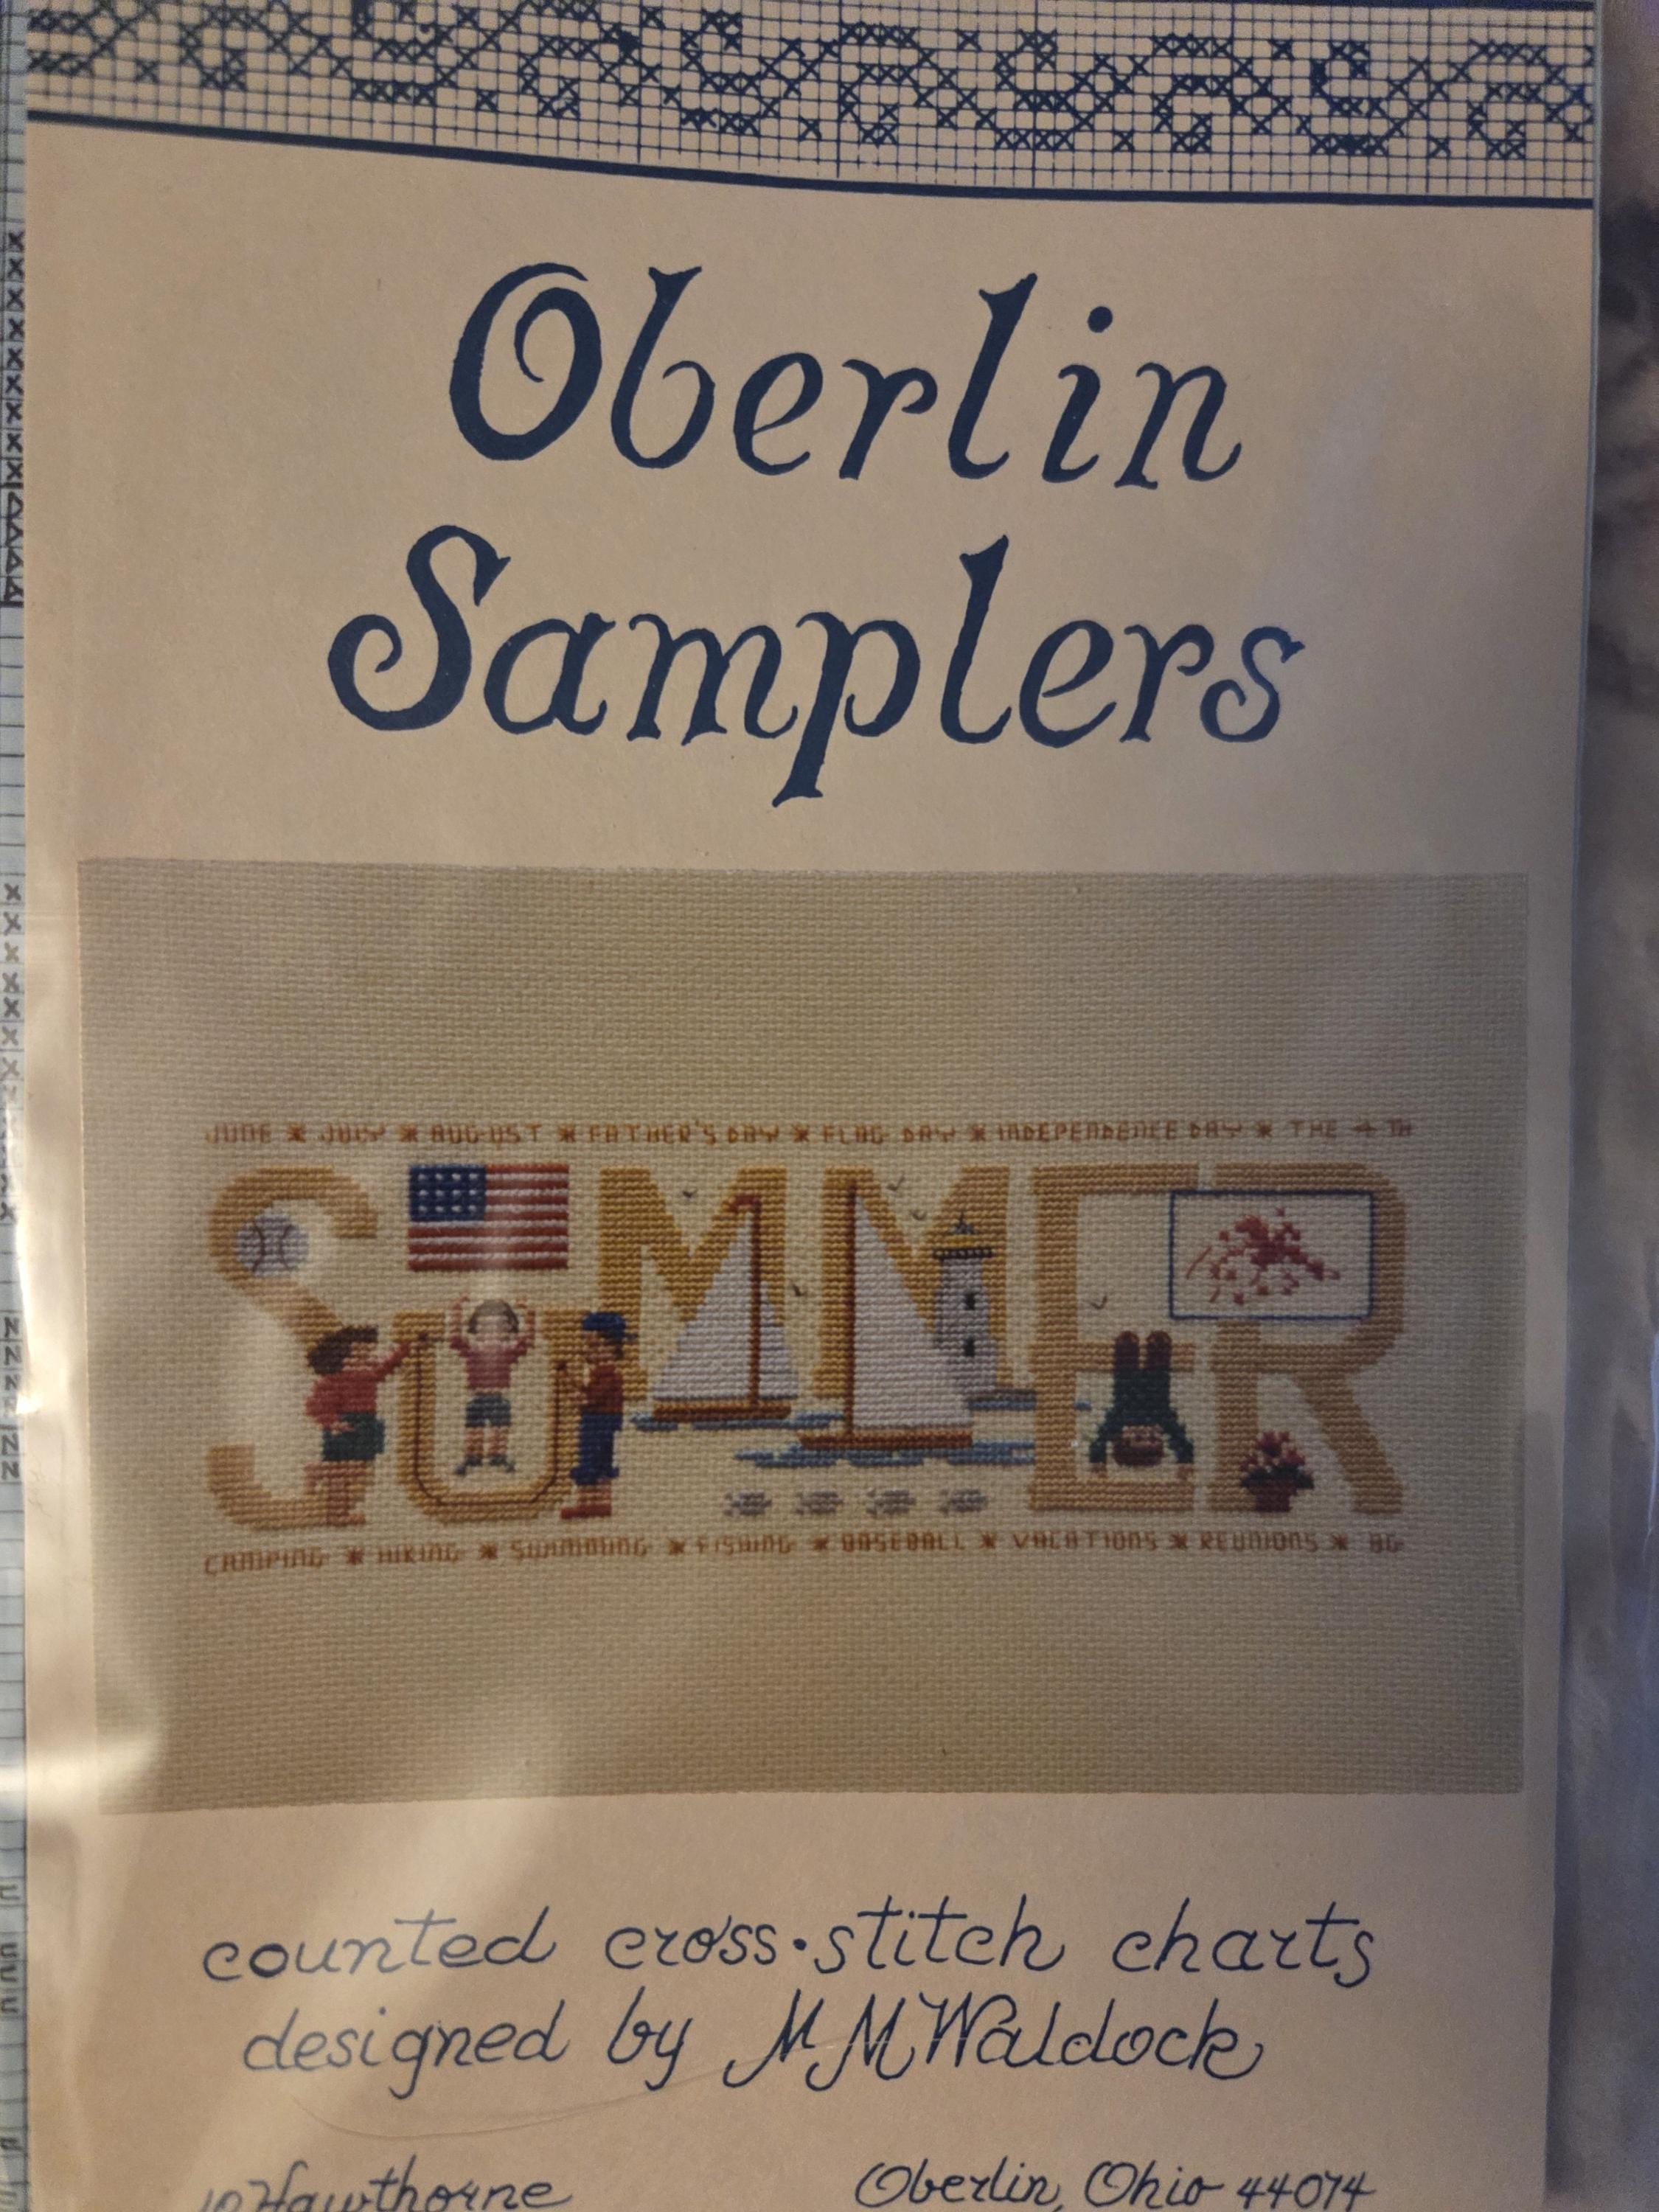 Oberlin
Samplers
JUNE * JULY * AUGUST * FATHER'S DAY * FLAG DAY * INDEPENDENCE DAY * THE 4TH
SUMMER
CAMPING * HIKING * SWIMMING * FISHING * BASEBALL * VACATIONS * REUNIONS *
counted cross·stitch charts
designed by MMWaldock
Hawthorne Oberlin, Ohio 44074